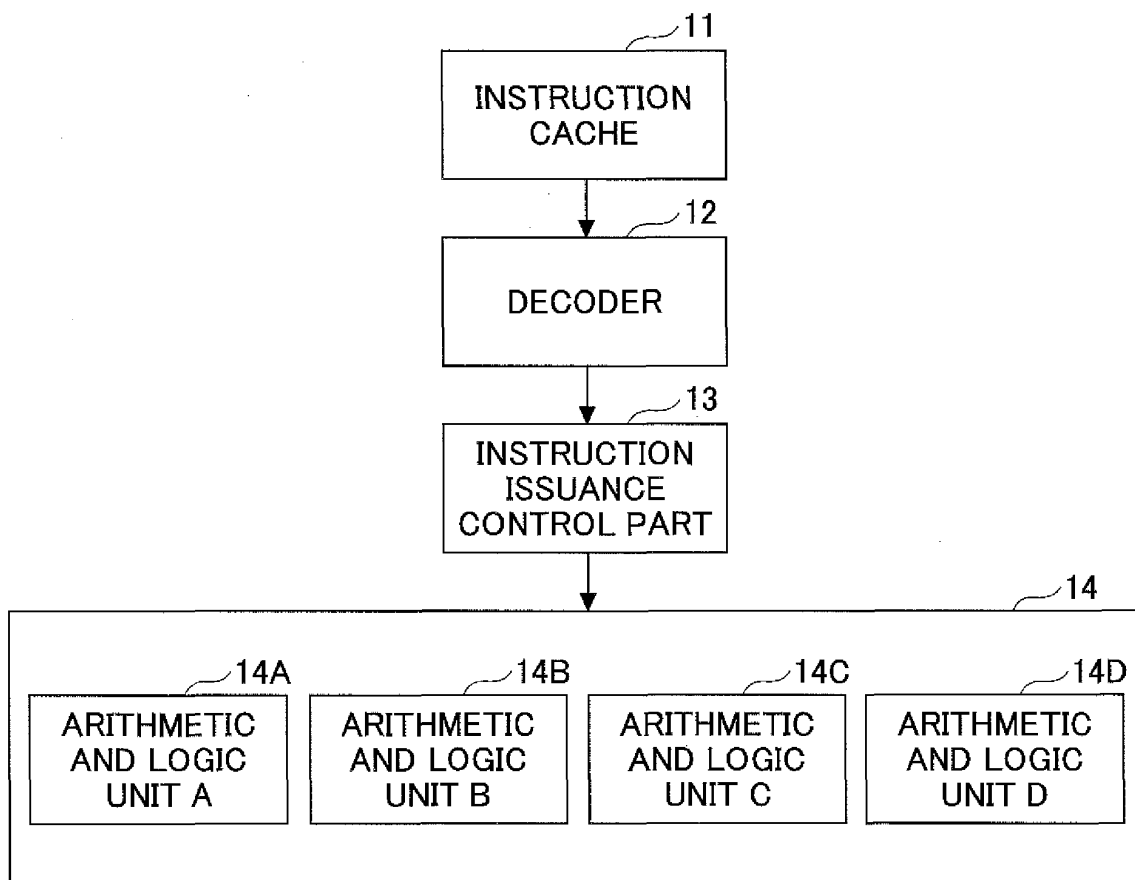 11
INSTRUCTION
CACHE
12
DECODER
13
INSTRUCTION
ISSUANCE
CONTROL PART
14
14A
ARITHMETIC
AND LOGIC
UNIT A
14B
ARITHMETIC
AND LOGIC
UNIT B
14C
ARITHMETIC
AND LOGIC
UNIT C
14D
ARITHMETIC
AND LOGIC
UNIT D